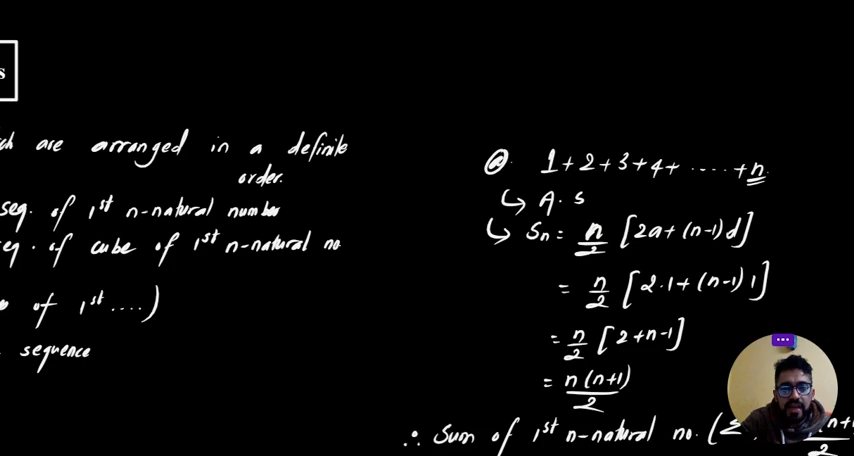 s
ch are arranged in a definite
order.
seq. of 1st n-natural number
eq. of cube of 1st n-natural no
of 1st ....)
sequence
@. 1+2+3+4+ ..... +n
↳ A. S
↳ Sn = n/2 [2a+(n-1)d]
= n/2 [2.1+(n-1)1]
= n/2 [2+n-1]
= n(n+1)/2
∴ Sum of 1st n-natural no. (Σ